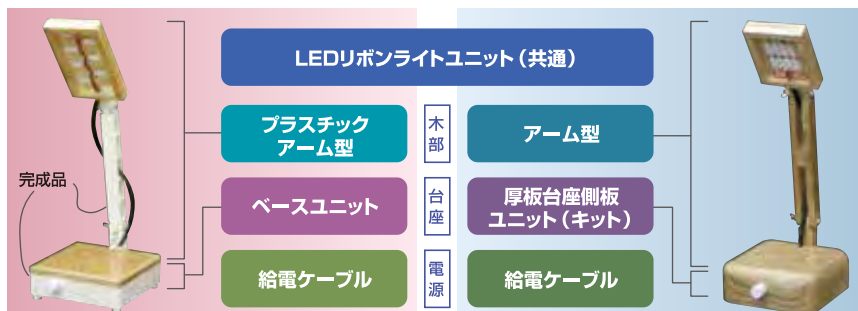 LEDリボンライトユニット（共通）
プラスチック
アーム型
木部
アーム型
完成品
ベースユニット
台座
厚板台座側板
ユニット（キット）
給電ケーブル
電源
給電ケーブル